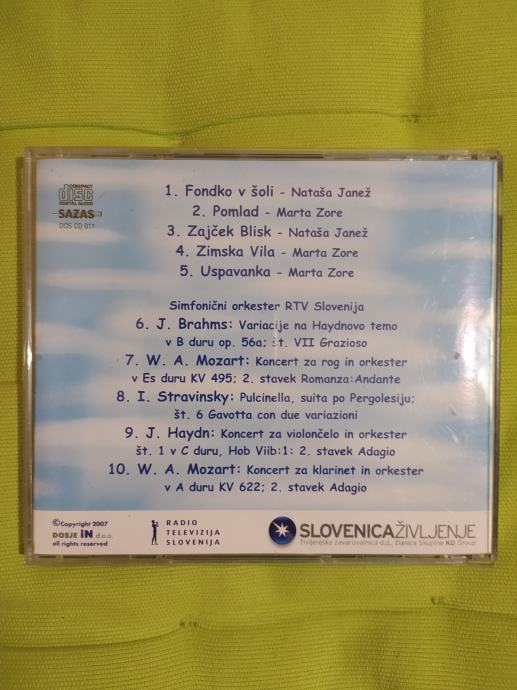 COMPACT
disc
DIGITAL AUDIO
SAZAS
DOS CD 011
1. Fondko v šoli - Nataša Janež
2. Pomlad - Marta Zore
3. Zajček Blisk - Nataša Janež
4. Zimska Vila - Marta Zore
5. Uspavanka - Marta Zore
Simfonični orkester RTV Slovenija
6. J. Brahms: Variacije na Haydnovo temo
v B duru op. 56a; št. VII Grazioso
7. W. A. Mozart: Koncert za rog in orkester
v Es duru KV 495; 2. stavek Romanza:Andante
8. I. Stravinsky: Pulcinella, suita po Pergolesiju;
št. 6 Gavotta con due variazioni
9. J. Haydn: Koncert za violončelo in orkester
št. 1 v C duru, Hob Viib:1: 2. stavek Adagio
10. W. A. Mozart: Koncert za klarinet in orkester
v A duru KV 622; 2. stavek Adagio
©Copyright 2007
DOSJE iN d.o.o.
all rights reserved
RADIO
TELEVIZIJA
SLOVENIJA
SLOVENICAŽIVLJENJE
življenjska zavarovalnica d.d., članica Skupine KD Group